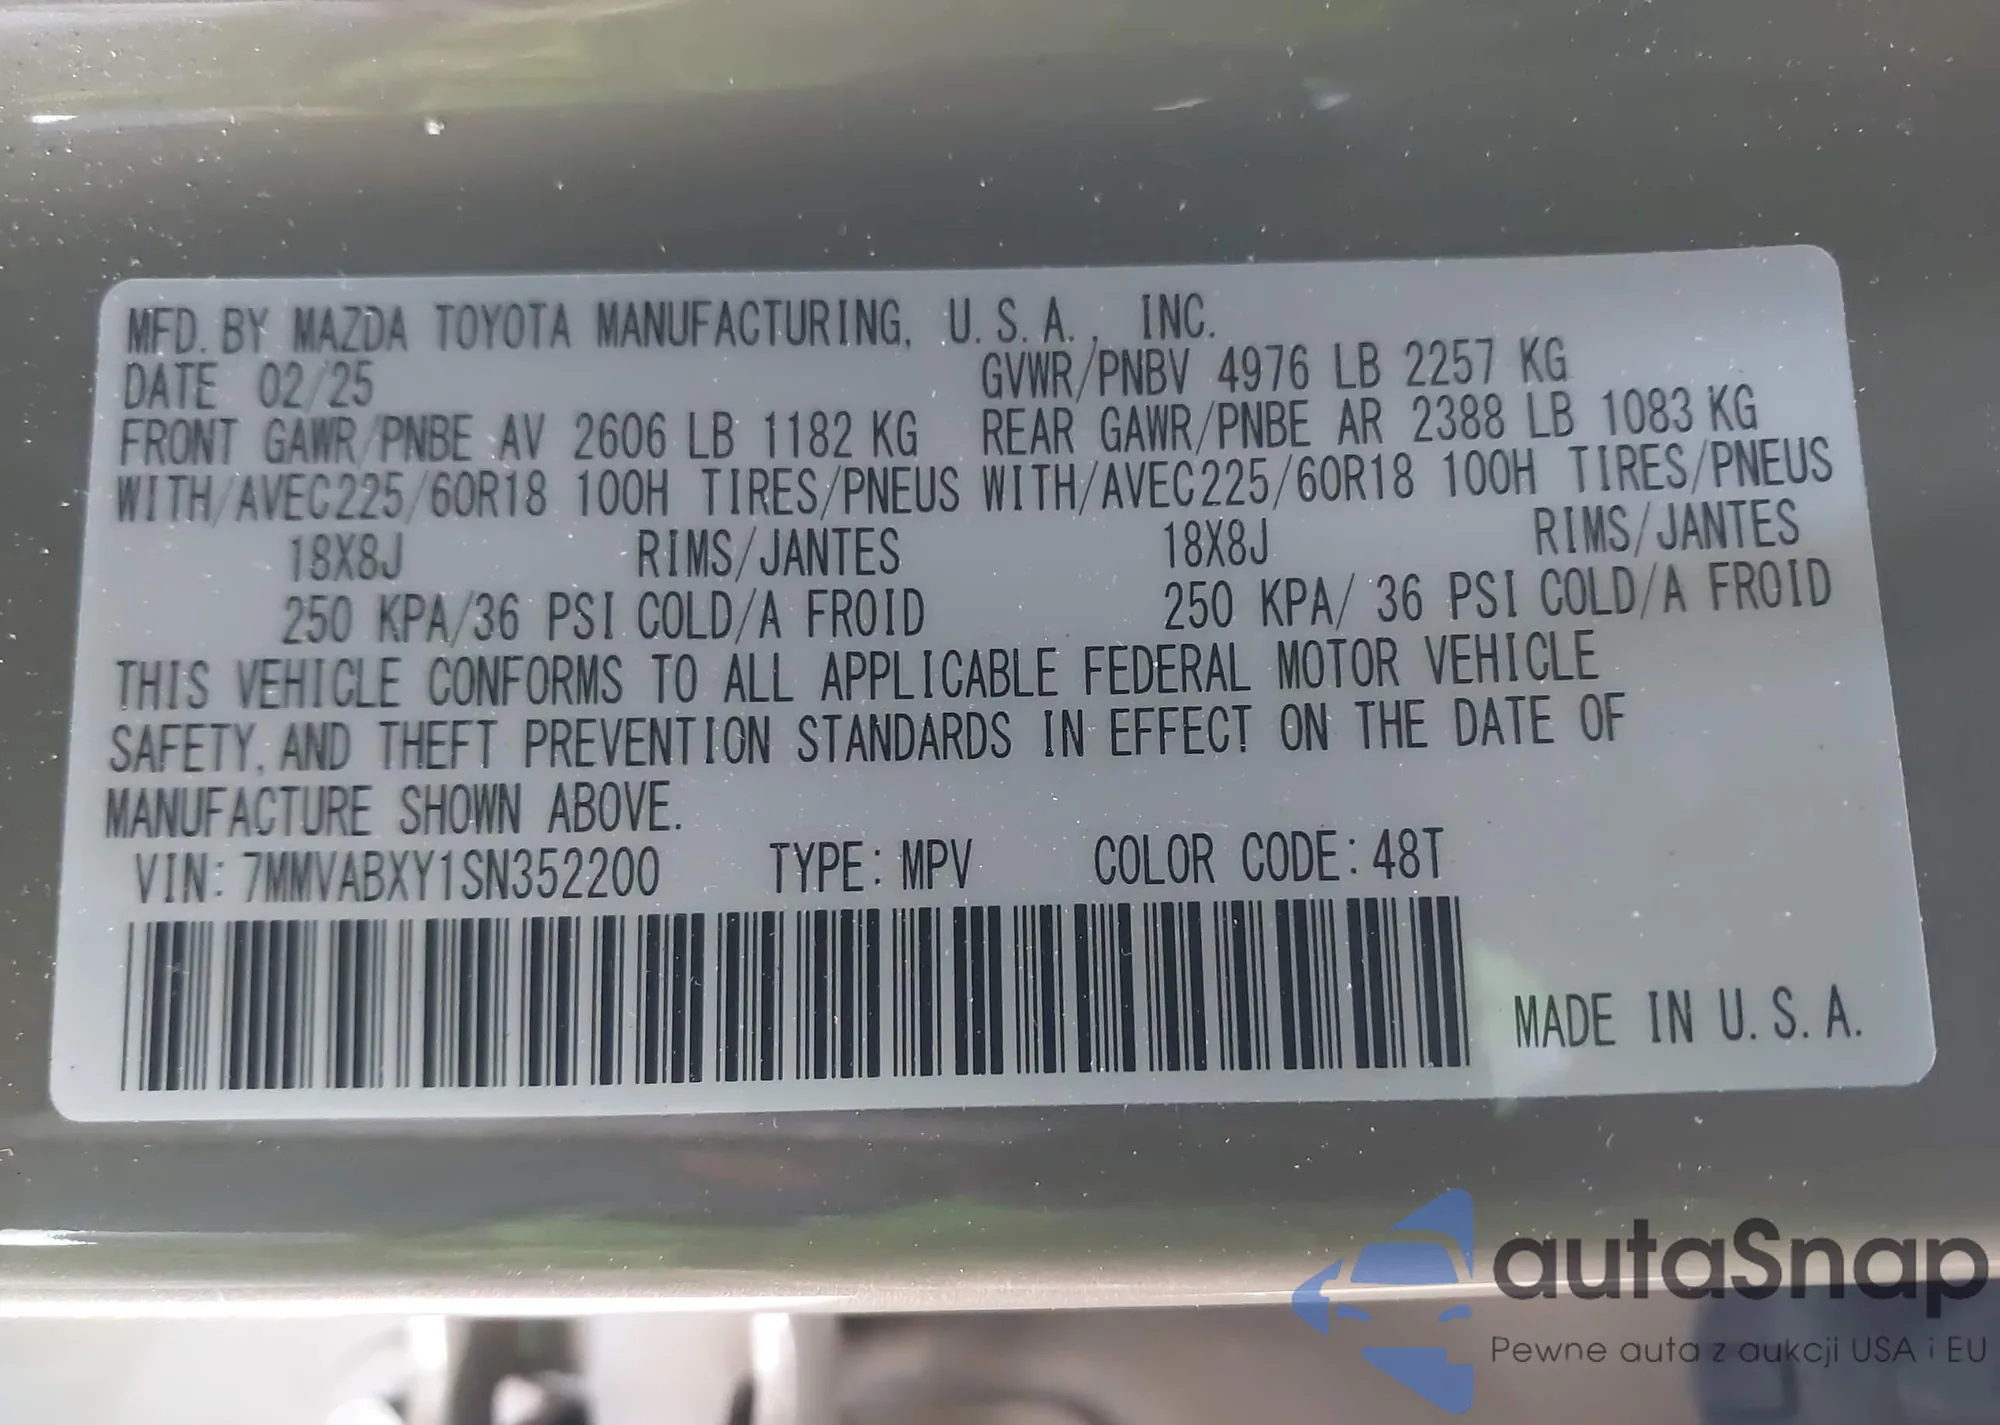 MFD. BY MAZDA TOYOTA MANUFACTURING, U.S.A., INC.
DATE 02/25 GVWR/PNBV 4976 LB 2257 KG
FRONT GAWR/PNBE AV 2606 LB 1182 KG REAR GAWR/PNBE AR 2388 LB 1083 KG
WITH/AVEC225/60R18 100H TIRES/PNEUS WITH/AVEC225/60R18 100H TIRES/PNEUS
18X8J RIMS/JANTES 18X8J RIMS/JANTES
250 KPA/36 PSI COLD/A FROID 250 KPA/ 36 PSI COLD/A FROID
THIS VEHICLE CONFORMS TO ALL APPLICABLE FEDERAL MOTOR VEHICLE
SAFETY, AND THEFT PREVENTION STANDARDS IN EFFECT ON THE DATE OF
MANUFACTURE SHOWN ABOVE.
VIN: 7MMVABXY1SN352200 TYPE: MPV COLOR CODE: 48T
MADE IN U.S.A.
autaSnap
Pewne auta z aukcji USA i EU